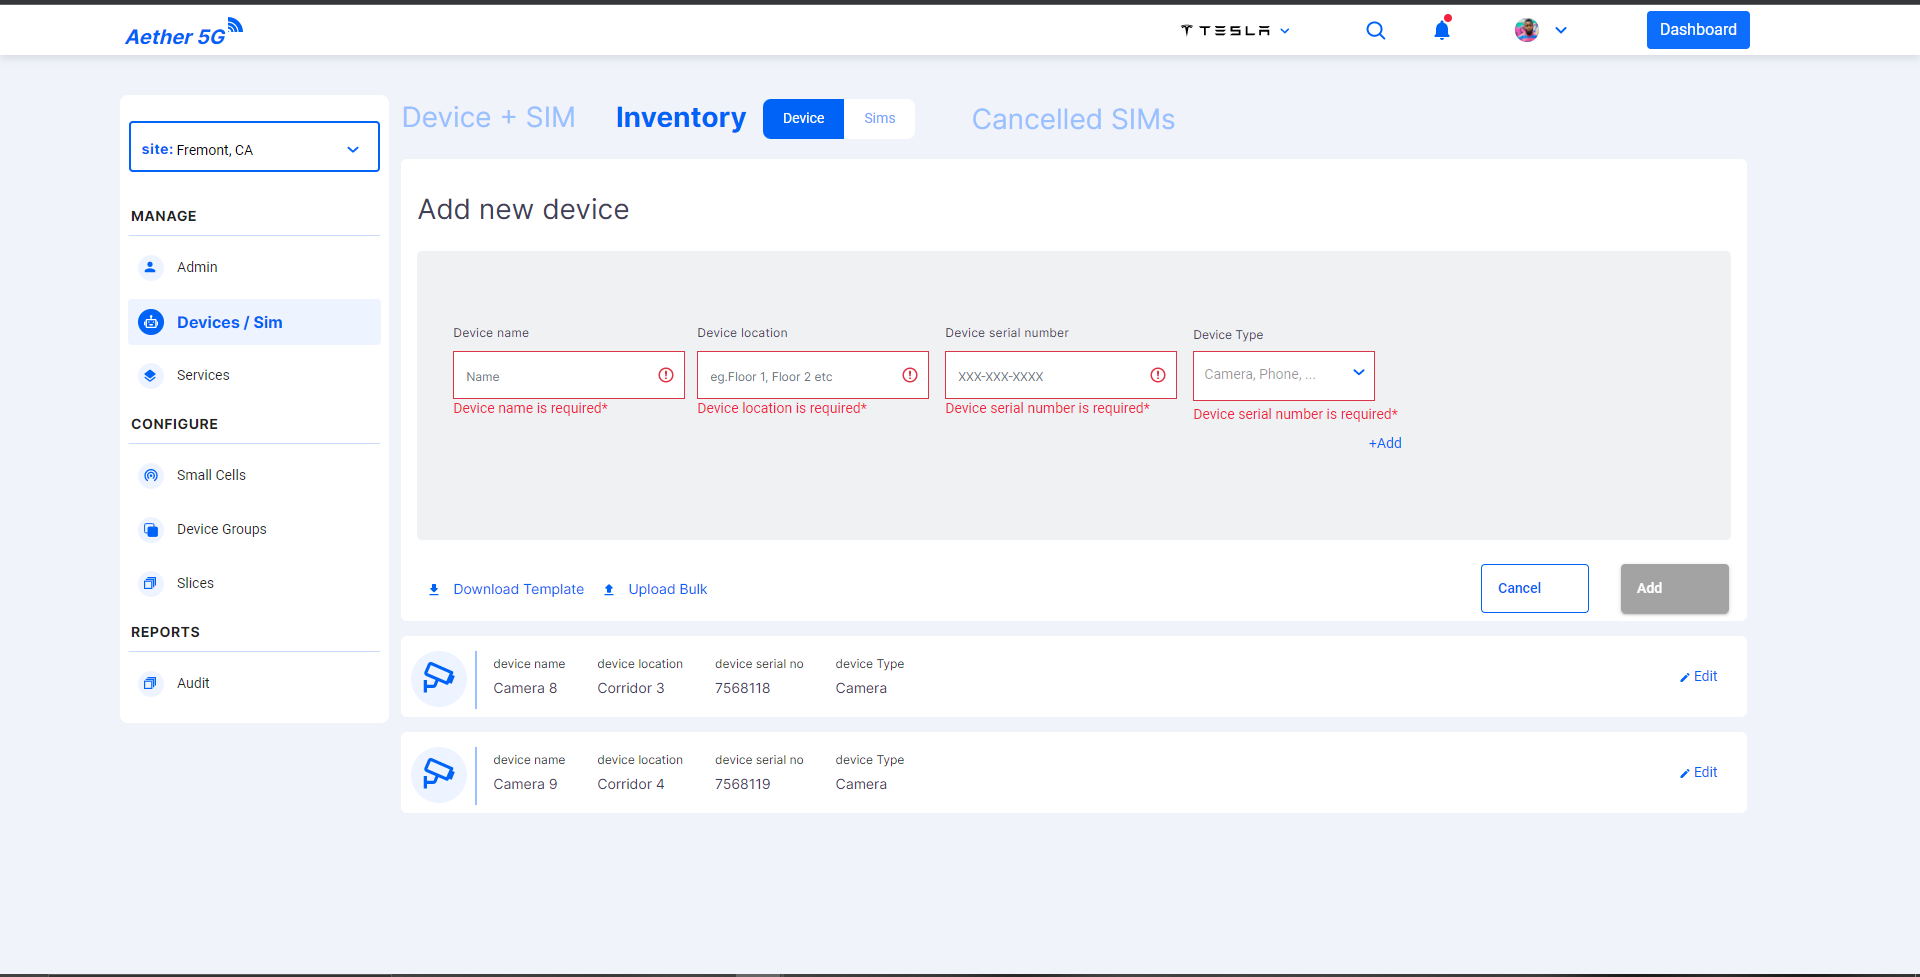 Aether 5G
TESLA
Dashboard
site: Fremont, CA
MANAGE
Admin
Devices / Sim
Services
CONFIGURE
Small Cells
Device Groups
Slices
REPORTS
Audit
Device + SIM
Inventory
Device
Sims
Cancelled SIMs
Add new device
Device name
Name
Device name is required*
Device location
eg.Floor 1, Floor 2 etc
Device location is required*
Device serial number
XXX-XXX-XXXX
Device serial number is required*
Device Type
Camera, Phone, ...
Device serial number is required*
+Add
Download Template
Upload Bulk
Cancel
Add
device name device location device serial no device Type
Camera 8 Corridor 3 7568118 Camera
Edit
device name device location device serial no device Type
Camera 9 Corridor 4 7568119 Camera
Edit